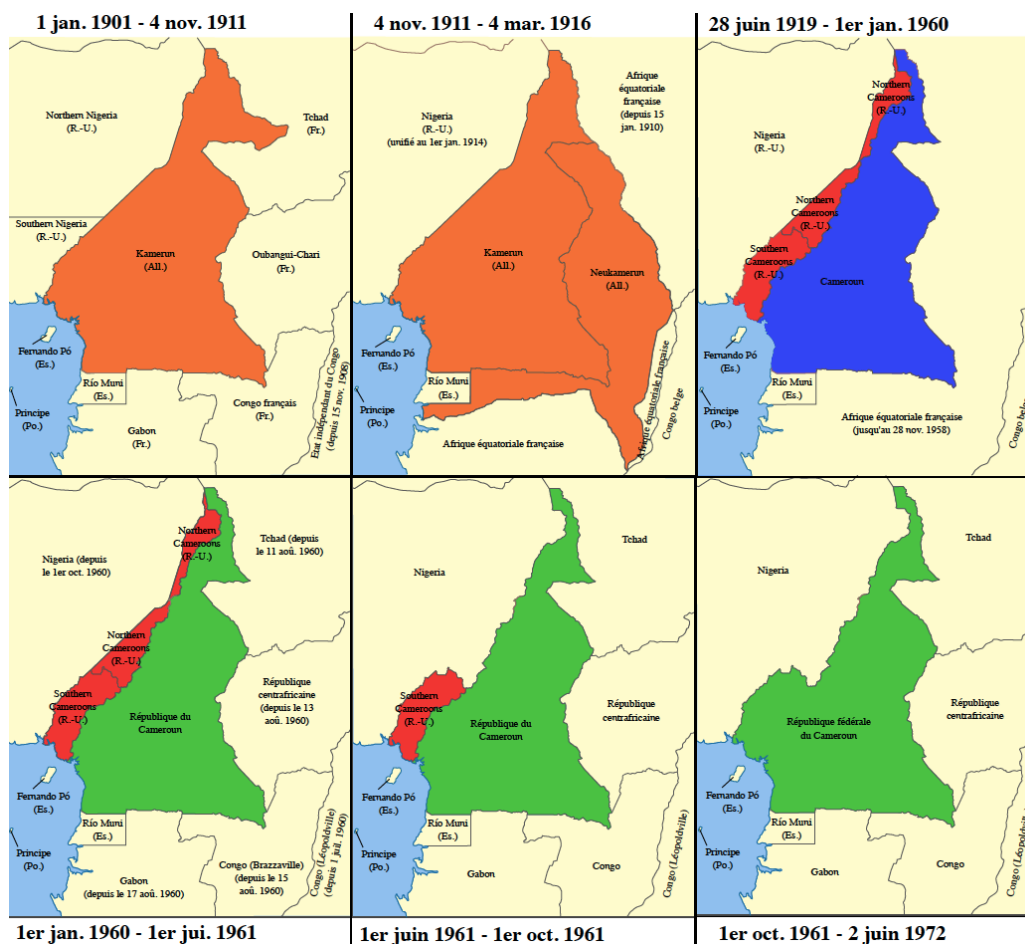 1 jan. 1901 - 4 nov. 1911
Northern Nigeria
(R.-U.)
Tchad
(Fr.)
Southern Nigeria
(R.-U.)
Kamerun
(All.)
Oubangui-Chari
(Fr.)
Fernando Pó
(Es.)
Río Muni
(Es.)
Principe
(Po.)
Gabon
(Fr.)
Congo français
(Fr.)
Etat indépendant du Congo
(depuis 15 nov. 1908)
4 nov. 1911 - 4 mar. 1916
Nigeria
(R.-U.)
(unifié au 1er jan. 1914)
Afrique
équatoriale
française
(depuis 15
jan. 1910)
Kamerun
(All.)
Neukamerun
(All.)
Fernando Pó
(Es.)
Río Muni
(Es.)
Principe
(Po.)
Afrique équatoriale française
Afrique équatoriale française
Congo belge
28 juin 1919 - 1er jan. 1960
Northern
Cameroons
(R.-U.)
Nigeria
(R.-U.)
Northern
Cameroons
(R.-U.)
Southern
Cameroons
(R.-U.)
Cameroun
Fernando Pó
(Es.)
Río Muni
(Es.)
Principe
(Po.)
Afrique équatoriale française
(jusqu'au 28 nov. 1958)
Congo belge
Northern
Cameroons
(R.-U.)
Tchad (depuis
le 11 aoû. 1960)
Nigeria (depuis
le 1er oct. 1960)
Northern
Cameroons
(R.-U.)
Southern
Cameroons
(R.-U.)
République
centrafricaine
(depuis le 13
aoû. 1960)
République du
Cameroun
Fernando Pó
(Es.)
Río Muni
(Es.)
Principe
(Po.)
Gabon
(depuis le 17 aoû. 1960)
Congo (Brazzaville)
(depuis le 15
aoû. 1960)
Congo (Léopoldville)
(depuis 1 juil. 1960)
1er jan. 1960 - 1er jui. 1961
Tchad
Nigeria
Southern
Cameroons
(R.-U.)
République
centrafricaine
République du
Cameroun
Fernando Pó
(Es.)
Río Muni
(Es.)
Principe
(Po.)
Gabon
Congo
Congo (Léopoldville)
1er juin 1961 - 1er oct. 1961
Tchad
Nigeria
République
centrafricaine
République fédérale
du Cameroun
Fernando Pó
(Es.)
Río Muni
(Es.)
Principe
(Po.)
Gabon
Congo
Congo (Léopoldville)
1er oct. 1961 - 2 juin 1972